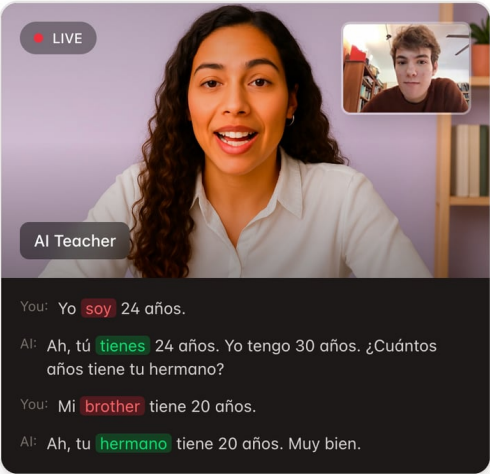 LIVE
AI Teacher
You: Yo soy 24 años.
AI: Ah, tú tienes 24 años. Yo tengo 30 años. ¿Cuántos
años tiene tu hermano?
You: Mi brother tiene 20 años.
AI: Ah, tu hermano tiene 20 años. Muy bien.